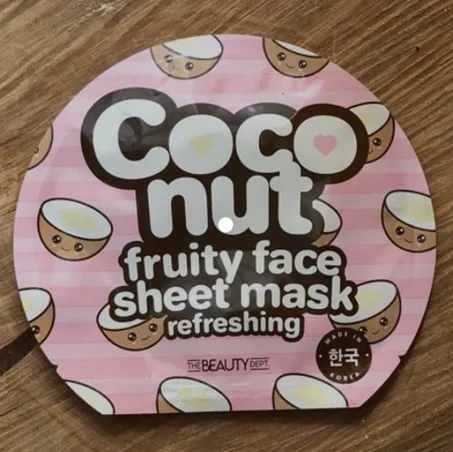 Coco
nut
fruity face
sheet mask
refreshing
THE BEAUTY DEPT.
MADE IN
한국
KOREA